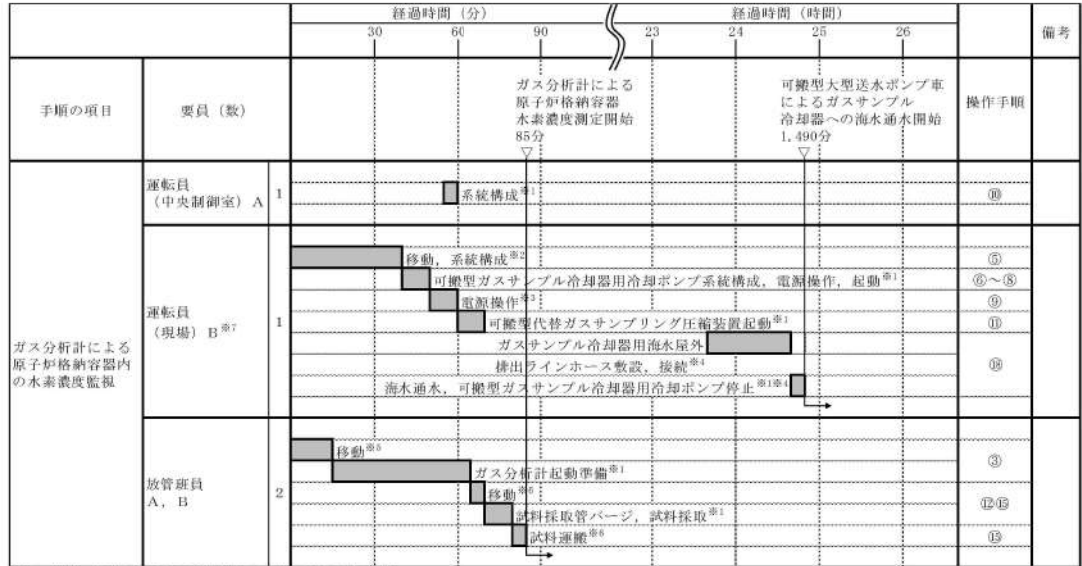 経過時間（分）
経過時間（時間）
備考
30
60
90
23
24
25
26
手順の項目
要員（数）
ガス分析計による
原子炉格納容器
水素濃度測定開始
85分
▽
可搬型大型送水ポンプ車
によるガスサンプル
冷却器への海水通水開始
1,490分
▽
操作手順
ガス分析計による
原子炉格納容器内
の水素濃度監視
運転員
（中央制御室）A
1
系統構成※1
⑩
運転員
（現場）B※7
1
移動，系統構成※2
⑤
可搬型ガスサンプル冷却器用冷却ポンプ系統構成，電源操作，起動※1
⑥～⑧
電源操作※3
⑨
可搬型代替ガスサンプリング圧縮装置起動※1
⑪
ガスサンプル冷却器用海水屋外
排出ラインホース敷設，接続※4
⑱
海水通水，可搬型ガスサンプル冷却器用冷却ポンプ停止※1※4
放管班員
A，B
2
移動※5
③
ガス分析計起動準備※1
移動※6
⑫⑮
試料採取管パージ，試料採取※1
試料運搬※6
⑮